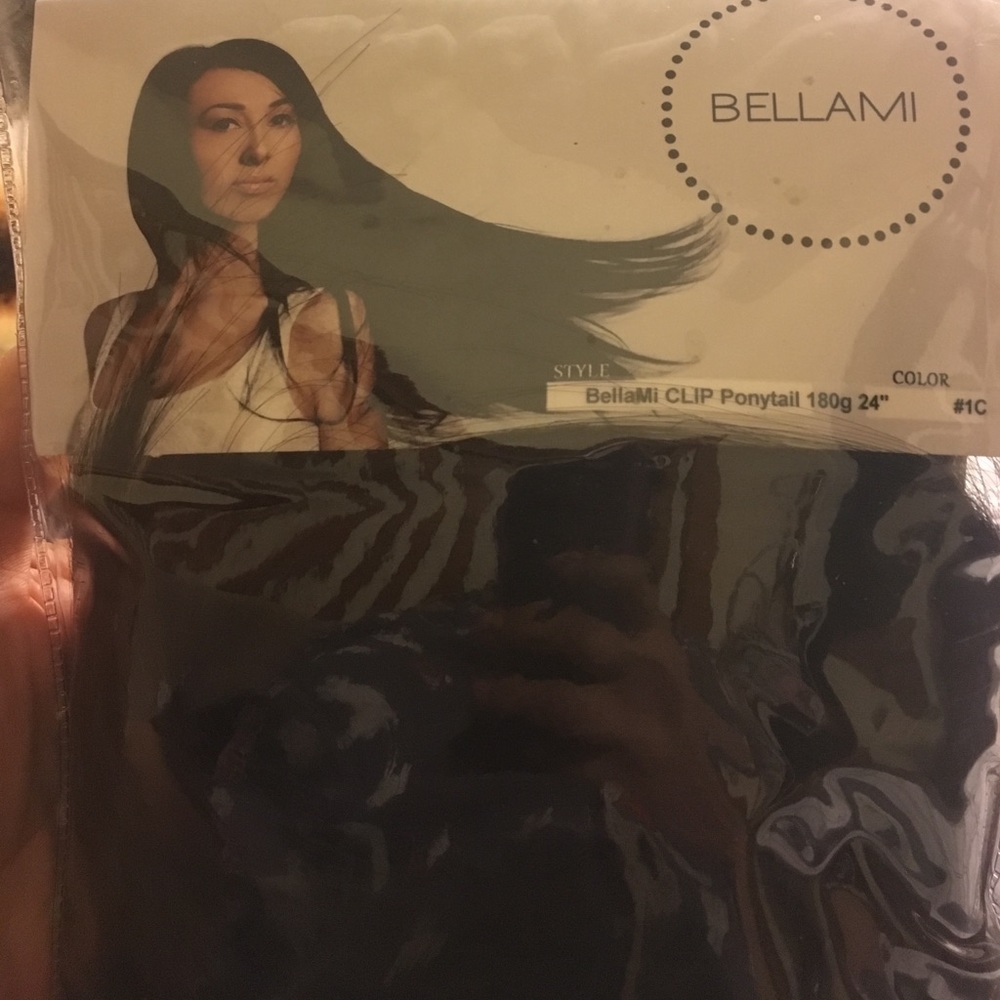 BELLAMI
STYLE
COLOR
BellaMi CLIP Ponytail 180g 24"
#1C